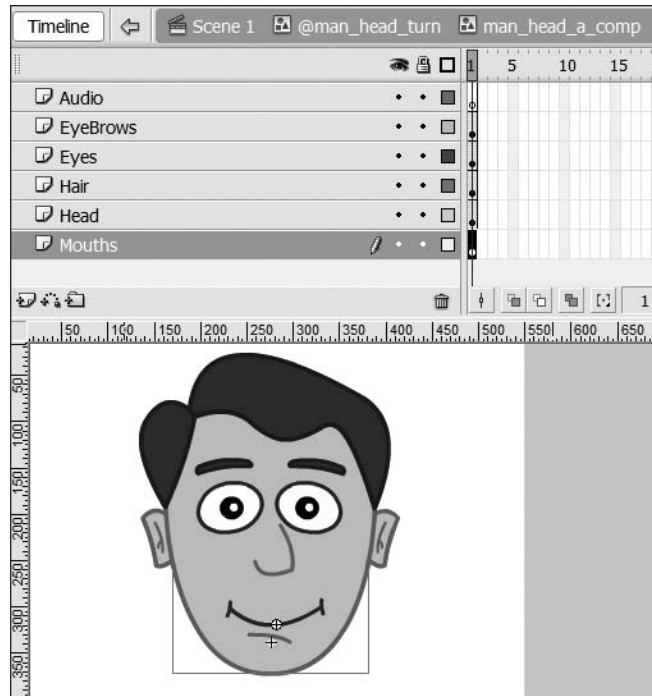 Timeline Scene 1 @man_head_turn man_head_a_comp
1 5 10 15
Audio
EyeBrows
Eyes
Hair
Head
Mouths
1
50 100 150 200 250 300 350 400 450 500 550 600 650
50
100
150
200
250
300
350